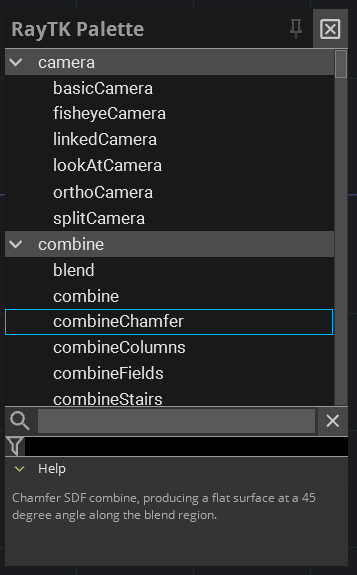 RayTK Palette
camera
basicCamera
fisheyeCamera
linkedCamera
lookAtCamera
orthoCamera
splitCamera
combine
blend
combine
combineChamfer
combineColumns
combineFields
combineStairs
Help
Chamfer SDF combine, producing a flat surface at a 45
degree angle along the blend region.